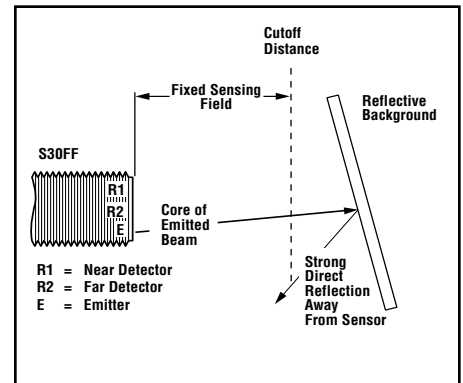 Cutoff
Distance
Fixed Sensing
Field
Reflective
Background
S30FF
R1
R2
E
Core of
Emitted
Beam
R1 = Near Detector
R2 = Far Detector
E = Emitter
Strong
Direct
Reflection
Away
From Sensor